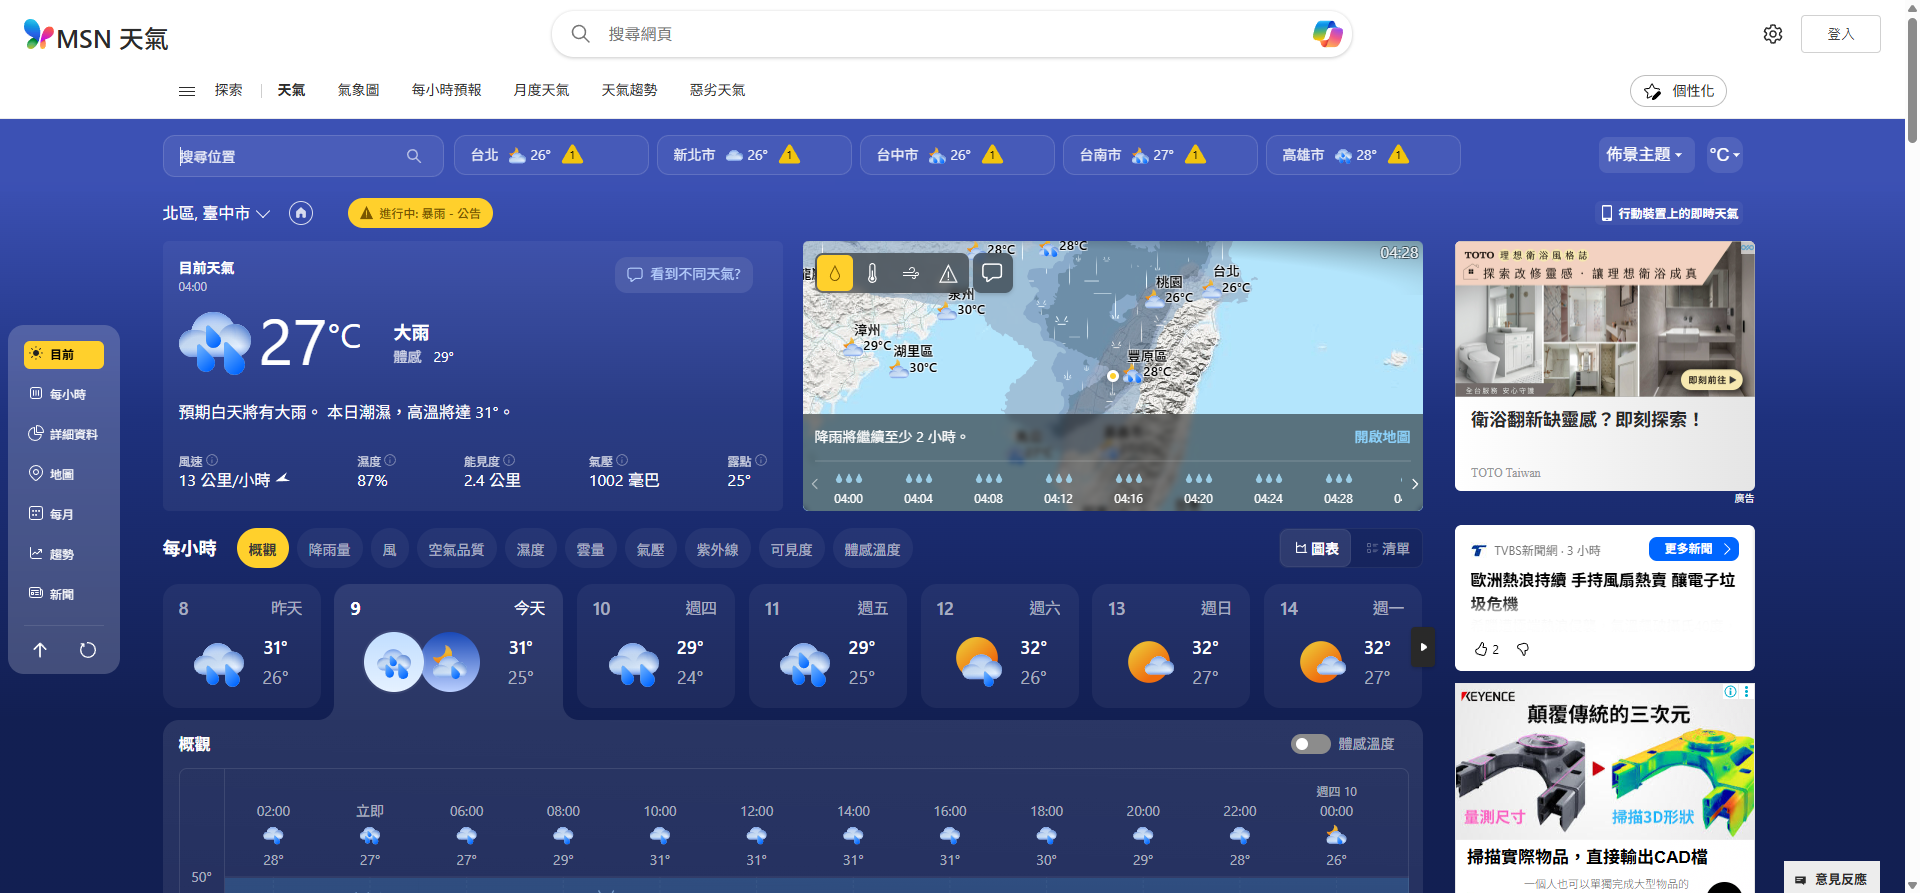 MSN 天氣
搜尋網頁
登入
探索
天氣
氣象圖
每小時預報
月度天氣
天氣趨勢
惡劣天氣
個性化
搜尋位置
台北 26° 1
新北市 26° 1
台中市 26° 1
台南市 27° 1
高雄市 28° 1
佈景主題
°C
北區, 臺中市
進行中: 暴雨 - 公告
行動裝置上的即時天氣
目前天氣
04:00
看到不同天氣?
27°C
大雨
體感 29°
預期白天將有大雨。 本日潮濕，高溫將達 31°。
風速
13 公里/小時
濕度
87%
能見度
2.4 公里
氣壓
1002 毫巴
露點
25°
目前
每小時
詳細資料
地圖
每月
趨勢
新聞
04:28
28°C
28°C
台北
26°C
桃園
26°C
泉州
30°C
漳州
29°C
湖里區
30°C
豐原區
28°C
降雨將繼續至少 2 小時。
開啟地圖
04:00
04:04
04:08
04:12
04:16
04:20
04:24
04:28
TOTO 理想衛浴風格誌
探索改修靈感 · 讓理想衛浴成真
全台服務 安心守護
即刻前往
衛浴翻新缺靈感？即刻探索！
TOTO Taiwan
廣告
每小時
概觀
降雨量
風
空氣品質
濕度
雲量
氣壓
紫外線
可見度
體感溫度
圖表
清單
8 昨天
31°
26°
9 今天
31°
25°
10 週四
29°
24°
11 週五
29°
25°
12 週六
32°
26°
13 週日
32°
27°
14 週一
32°
27°
TVBS新聞網 · 3 小時
更多新聞
歐洲熱浪持續 手持風扇熱賣 釀電子垃
圾危機
2
KEYENCE
顛覆傳統的三次元
量測尺寸
掃描3D形狀
掃描實際物品，直接輸出CAD檔
一個人也可以單獨完成大型物品的
意見反應
概觀
體感溫度
週四 10
02:00
立即
06:00
08:00
10:00
12:00
14:00
16:00
18:00
20:00
22:00
00:00
28°
27°
27°
29°
31°
31°
31°
31°
30°
29°
28°
26°
50°